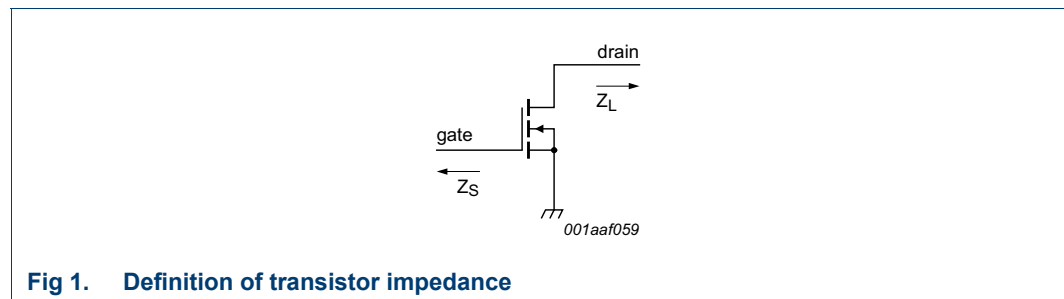 drain
Z_L
gate
Z_S
001aaf059
Fig 1. Definition of transistor impedance